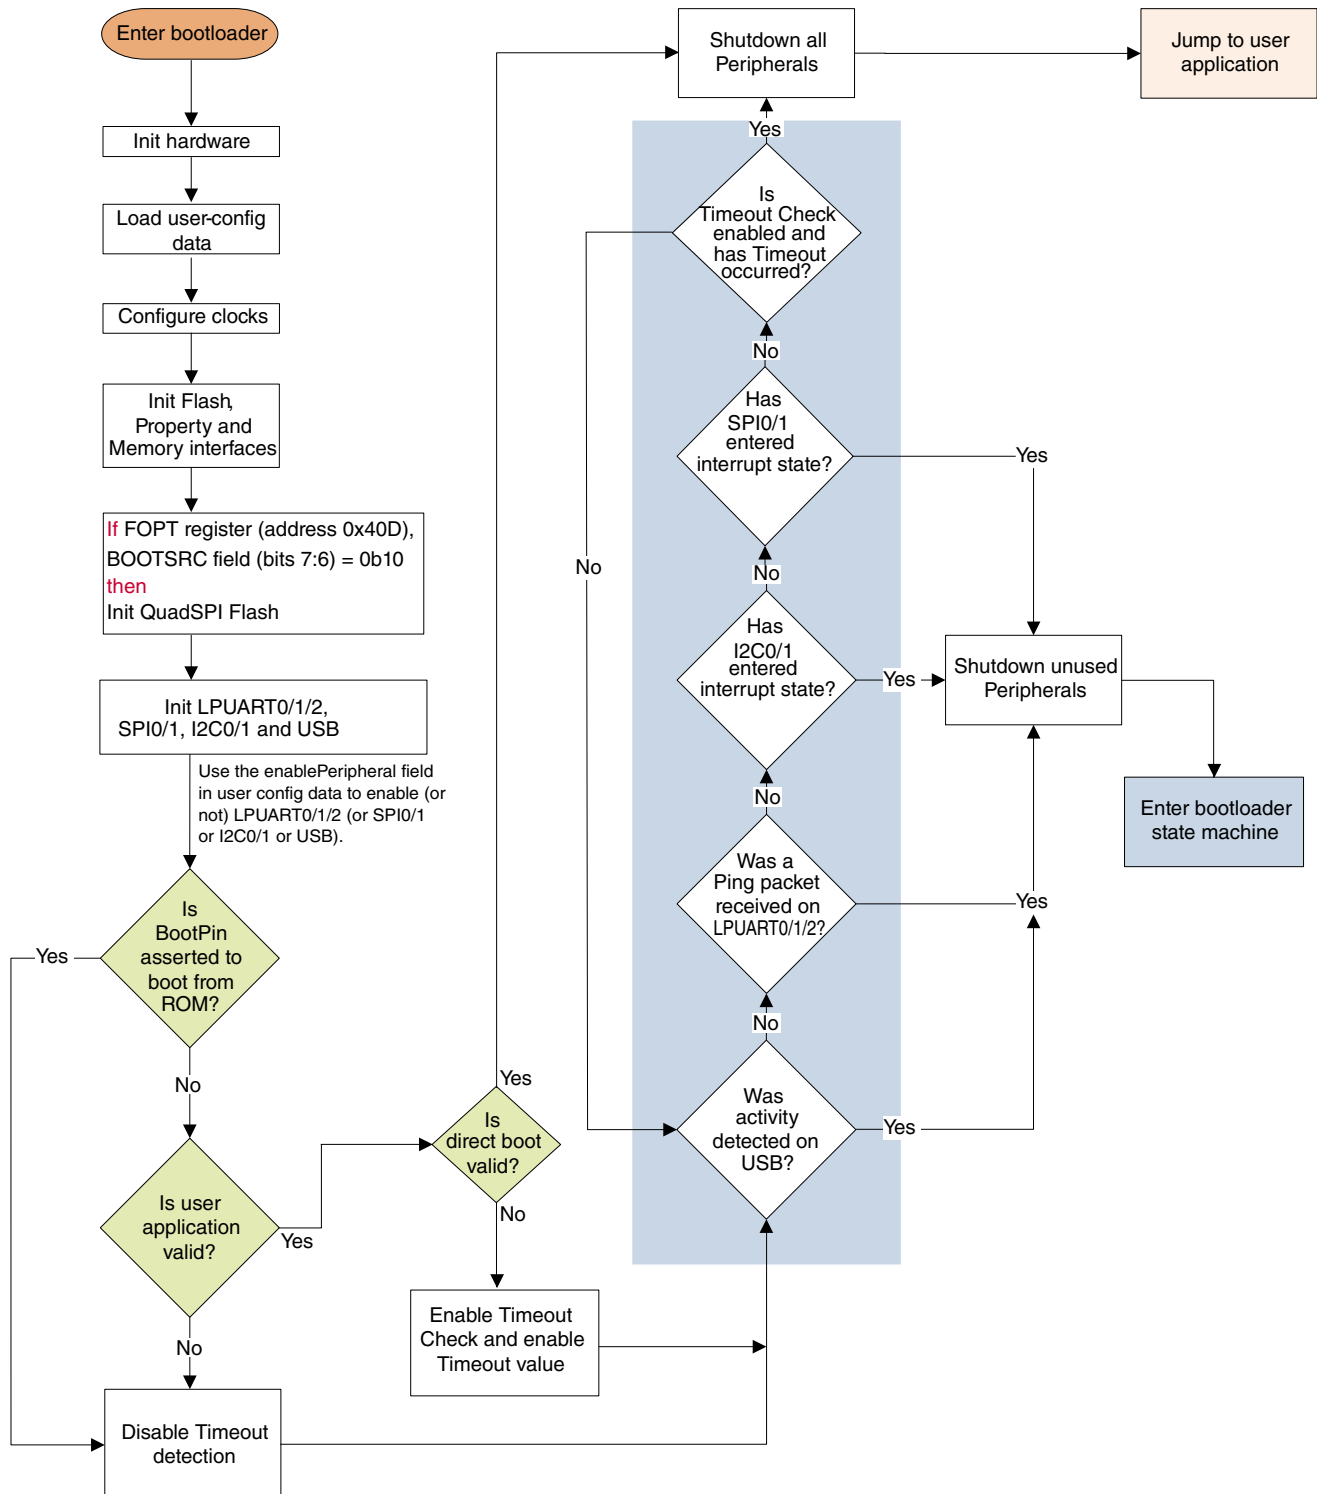 Enter bootloader
Init hardware
Load user-config
data
Configure clocks
Init Flash,
Property and
Memory interfaces
If FOPT register (address 0x40D),
BOOTSRC field (bits 7:6) = 0b10
then
Init QuadSPI Flash
Init LPUART0/1/2,
SPI0/1, I2C0/1 and USB
Use the enablePeripheral field
in user config data to enable (or
not) LPUART0/1/2 (or SPI0/1
or I2C0/1 or USB).
Is
BootPin
asserted to
boot from
ROM?
Yes
No
Is user
application
valid?
Yes
No
Disable Timeout
detection
Is
direct boot
valid?
Yes
No
Enable Timeout
Check and enable
Timeout value
Shutdown all
Peripherals
Jump to user
application
Yes
Is
Timeout Check
enabled and
has Timeout
occurred?
No
No
Has
SPI0/1
entered
interrupt state?
Yes
No
Has
I2C0/1
entered
interrupt state?
Yes
No
Was a
Ping packet
received on
LPUART0/1/2?
Yes
No
Was
activity
detected on
USB?
Yes
Shutdown unused
Peripherals
Enter bootloader
state machine